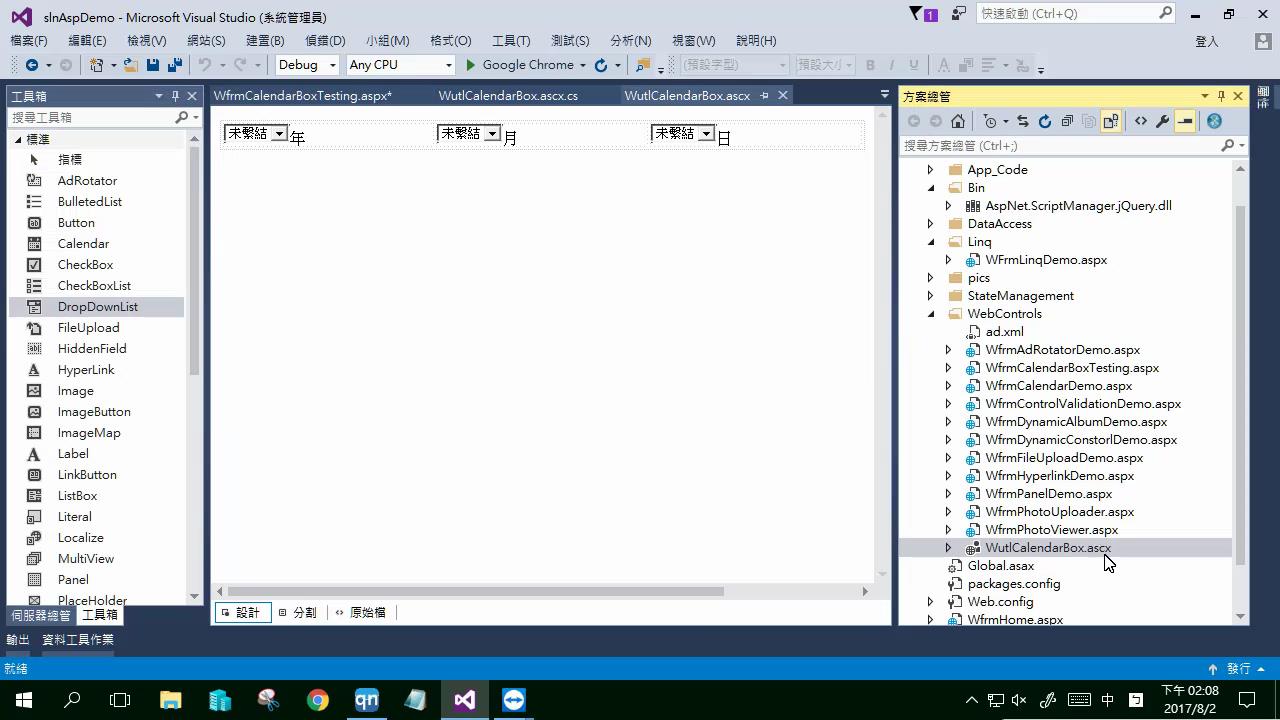 slnAspDemo - Microsoft Visual Studio (系統管理員)
1
快速啟動 (Ctrl+Q)
檔案(F) 編輯(E) 檢視(V) 網站(S) 建置(B) 偵錯(D) 小組(M) 格式(O) 工具(T) 測試(S) 分析(N) 視窗(W) 說明(H)
登入
Debug Any CPU Google Chrome (預設字型) (預設大小) B I U A
工具箱
搜尋工具箱
標準
指標
AdRotator
BulletedList
Button
Calendar
CheckBox
CheckBoxList
DropDownList
FileUpload
HiddenField
HyperLink
Image
ImageButton
ImageMap
Label
LinkButton
ListBox
Literal
Localize
MultiView
Panel
PlaceHolder
伺服器總管 工具箱
WfrmCalendarBoxTesting.aspx* WutlCalendarBox.ascx.cs WutlCalendarBox.ascx
未繫結 年 未繫結 月 未繫結 日
設計 分割 原始檔
方案總管
搜尋方案總管 (Ctrl+;)
App_Code
Bin
AspNet.ScriptManager.jQuery.dll
DataAccess
Linq
WFrmLinqDemo.aspx
pics
StateManagement
WebControls
ad.xml
WfrmAdRotatorDemo.aspx
WfrmCalendarBoxTesting.aspx
WfrmCalendarDemo.aspx
WfrmControlValidationDemo.aspx
WfrmDynamicAlbumDemo.aspx
WfrmDynamicConstorlDemo.aspx
WfrmFileUploadDemo.aspx
WfrmHyperlinkDemo.aspx
WfrmPanelDemo.aspx
WfrmPhotoUploader.aspx
WfrmPhotoViewer.aspx
WutlCalendarBox.ascx
Global.asax
packages.config
Web.config
WfrmHome.aspx
輸出 資料工具作業
就緒
發行
qn
中
下午 02:08
2017/8/2